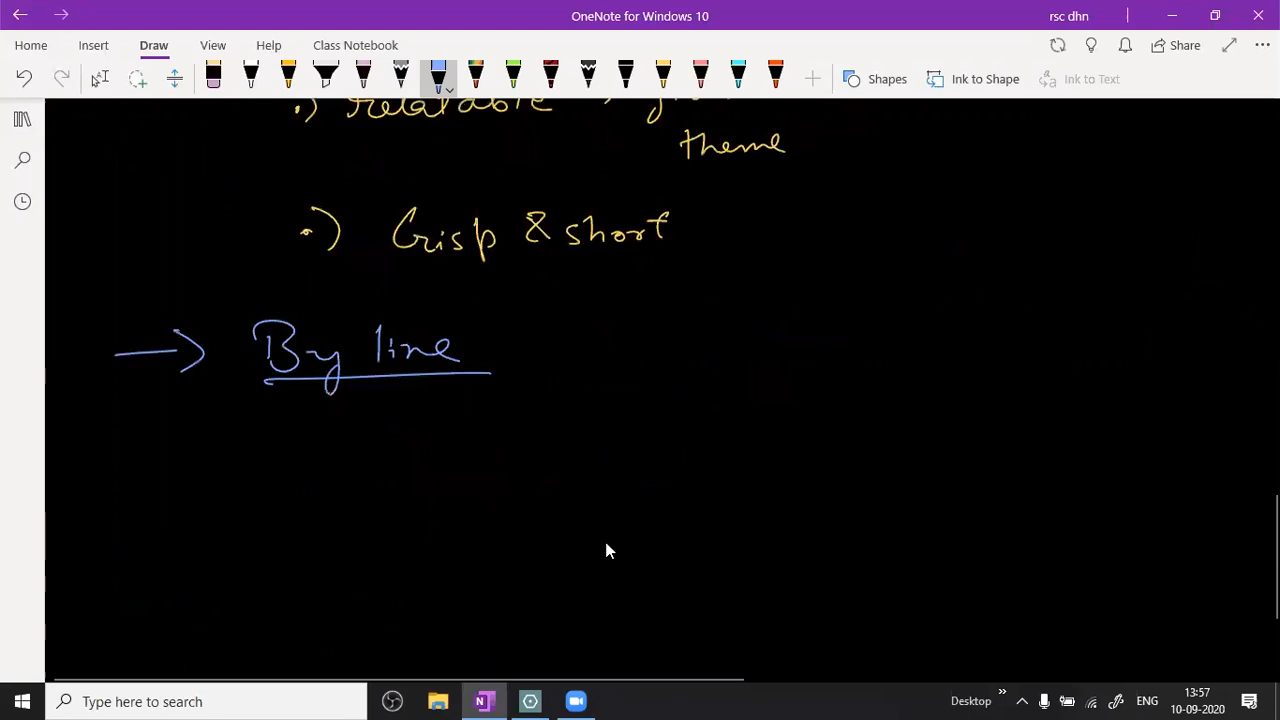 OneNote for Windows 10
rsc dhn
Home Insert Draw View Help Class Notebook
Share
Shapes Ink to Shape Ink to Text
.) relatable
theme
.) Crisp & short
→ By line
Type here to search
Desktop
ENG
13:57
10-09-2020